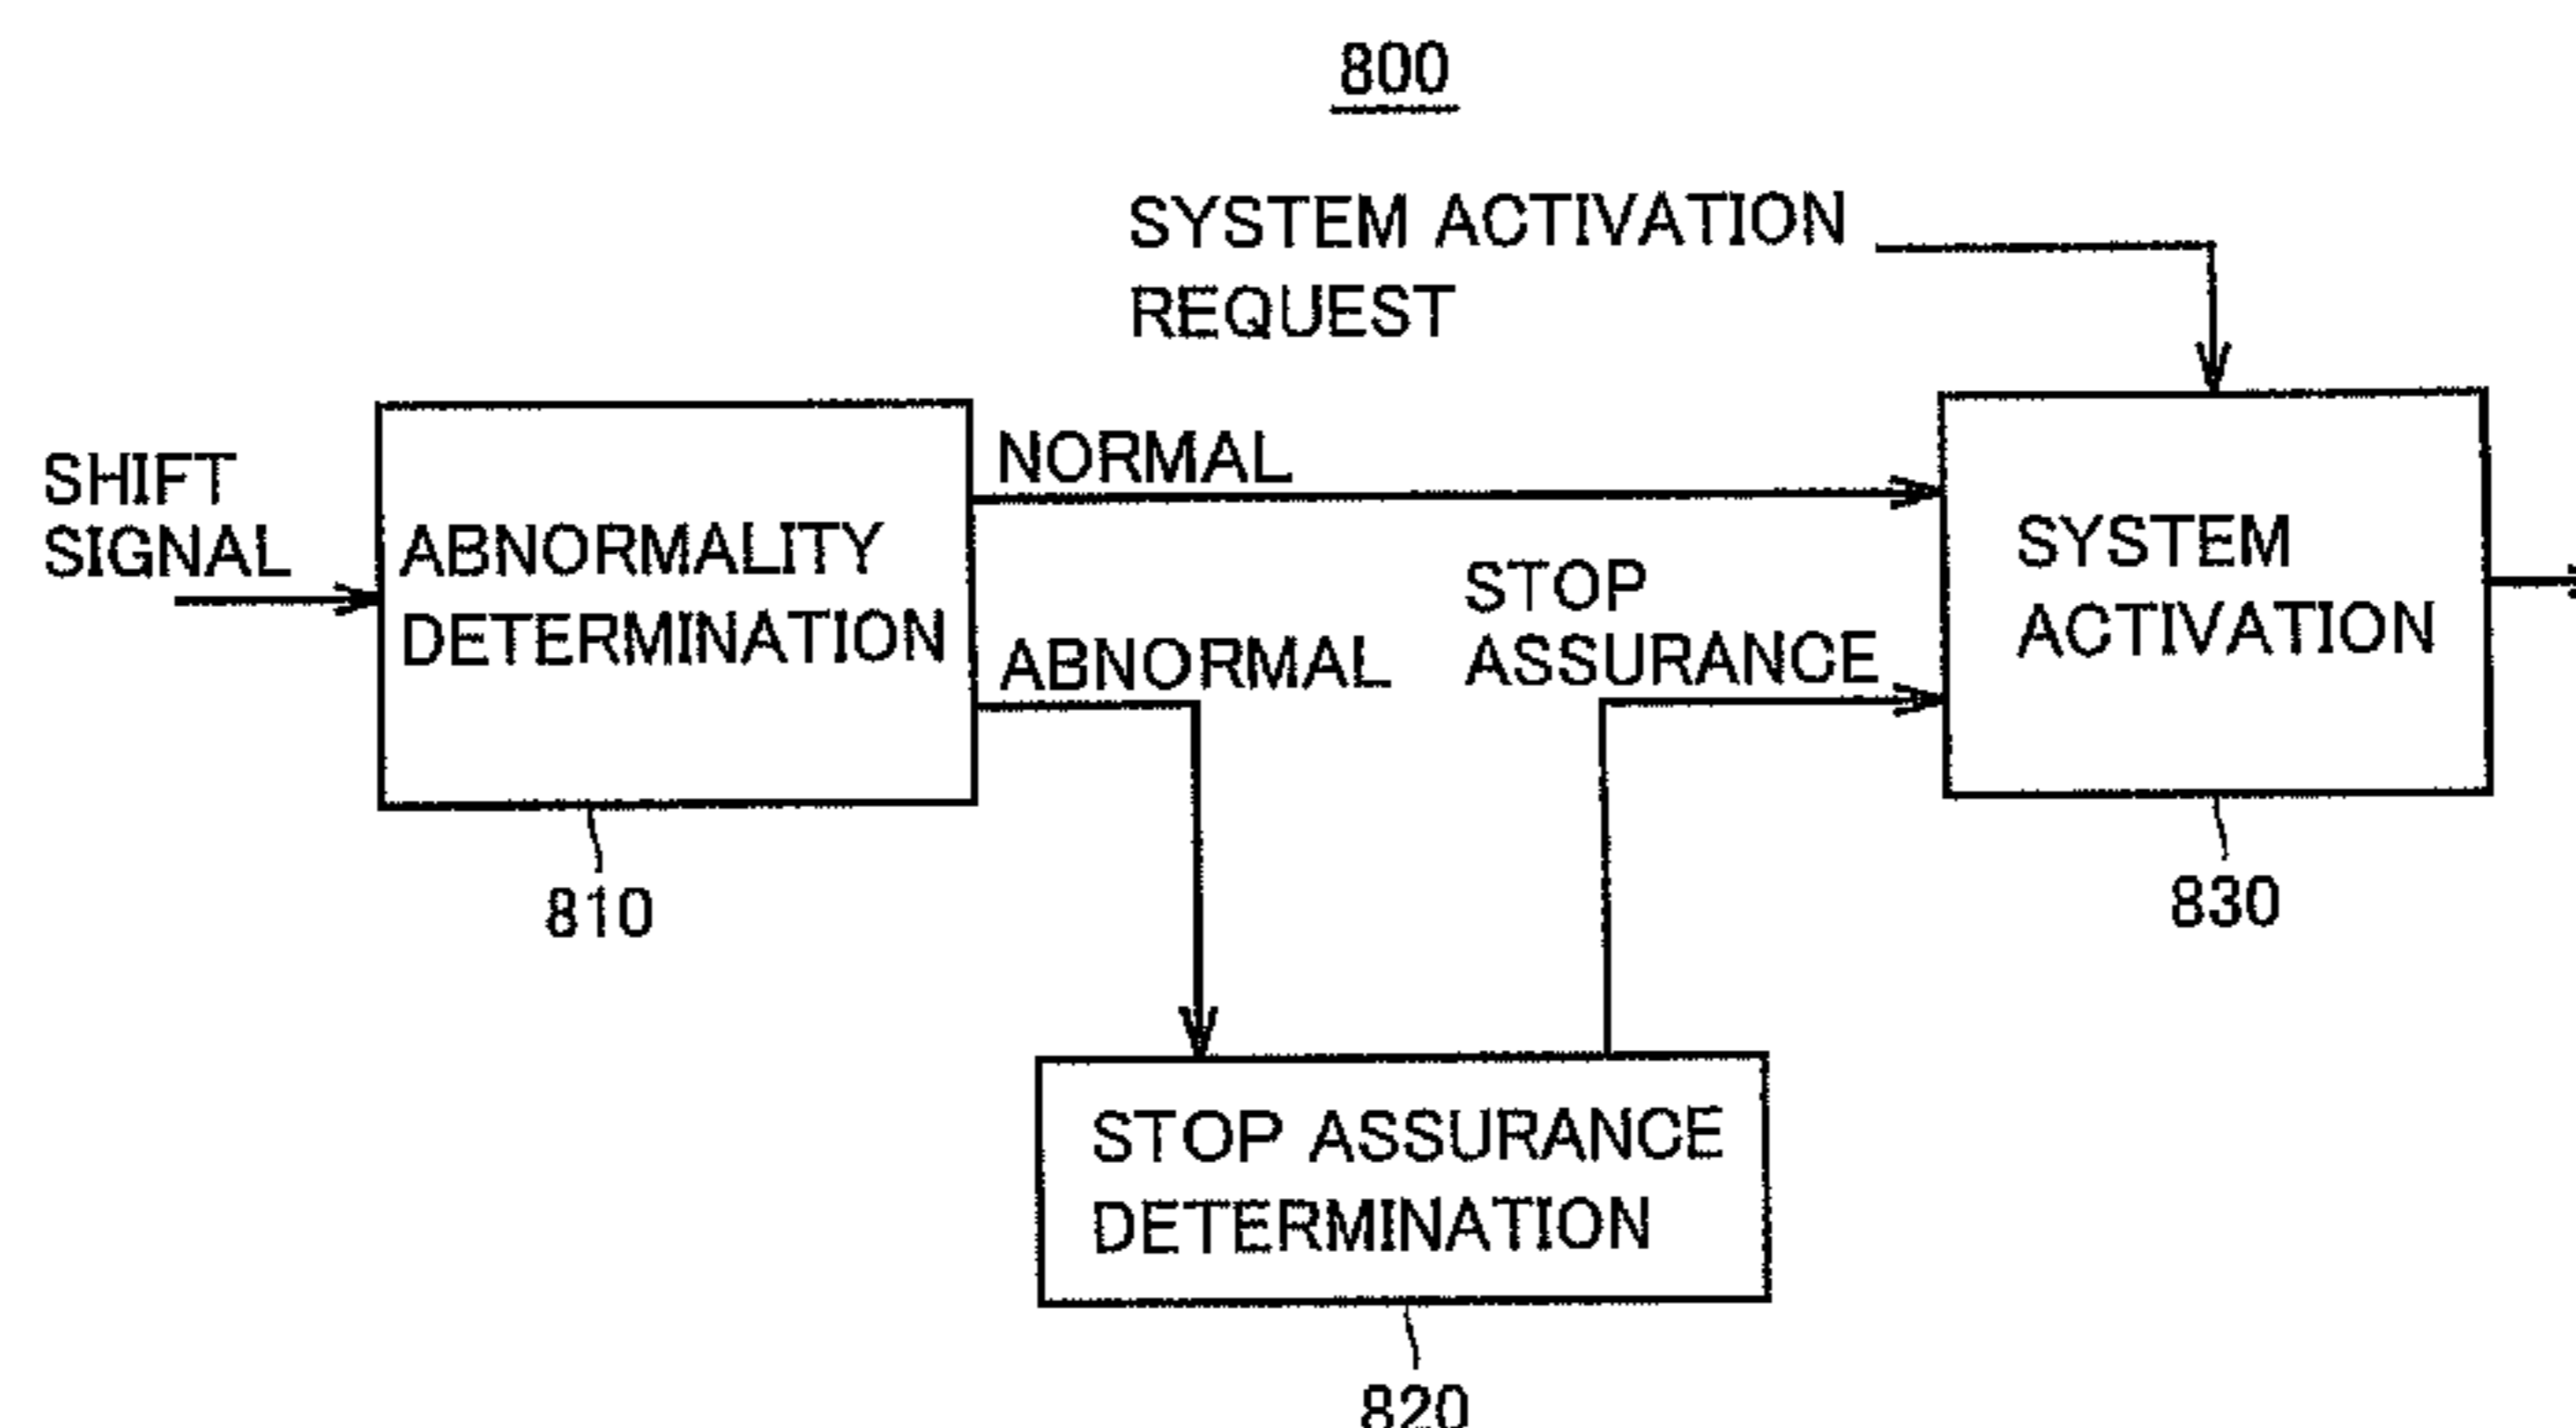 800
SYSTEM ACTIVATION
REQUEST
SHIFT
SIGNAL
ABNORMALITY
DETERMINATION
NORMAL
ABNORMAL
STOP
ASSURANCE
SYSTEM
ACTIVATION
810
830
STOP ASSURANCE
DETERMINATION
820